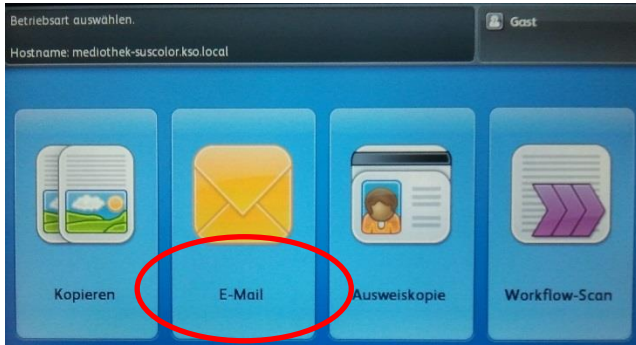 Betriebsart auswählen.
Gast
Hostname: mediothek-suscolor.kso.local
Kopieren
E-Mail
Ausweiskopie
Workflow-Scan